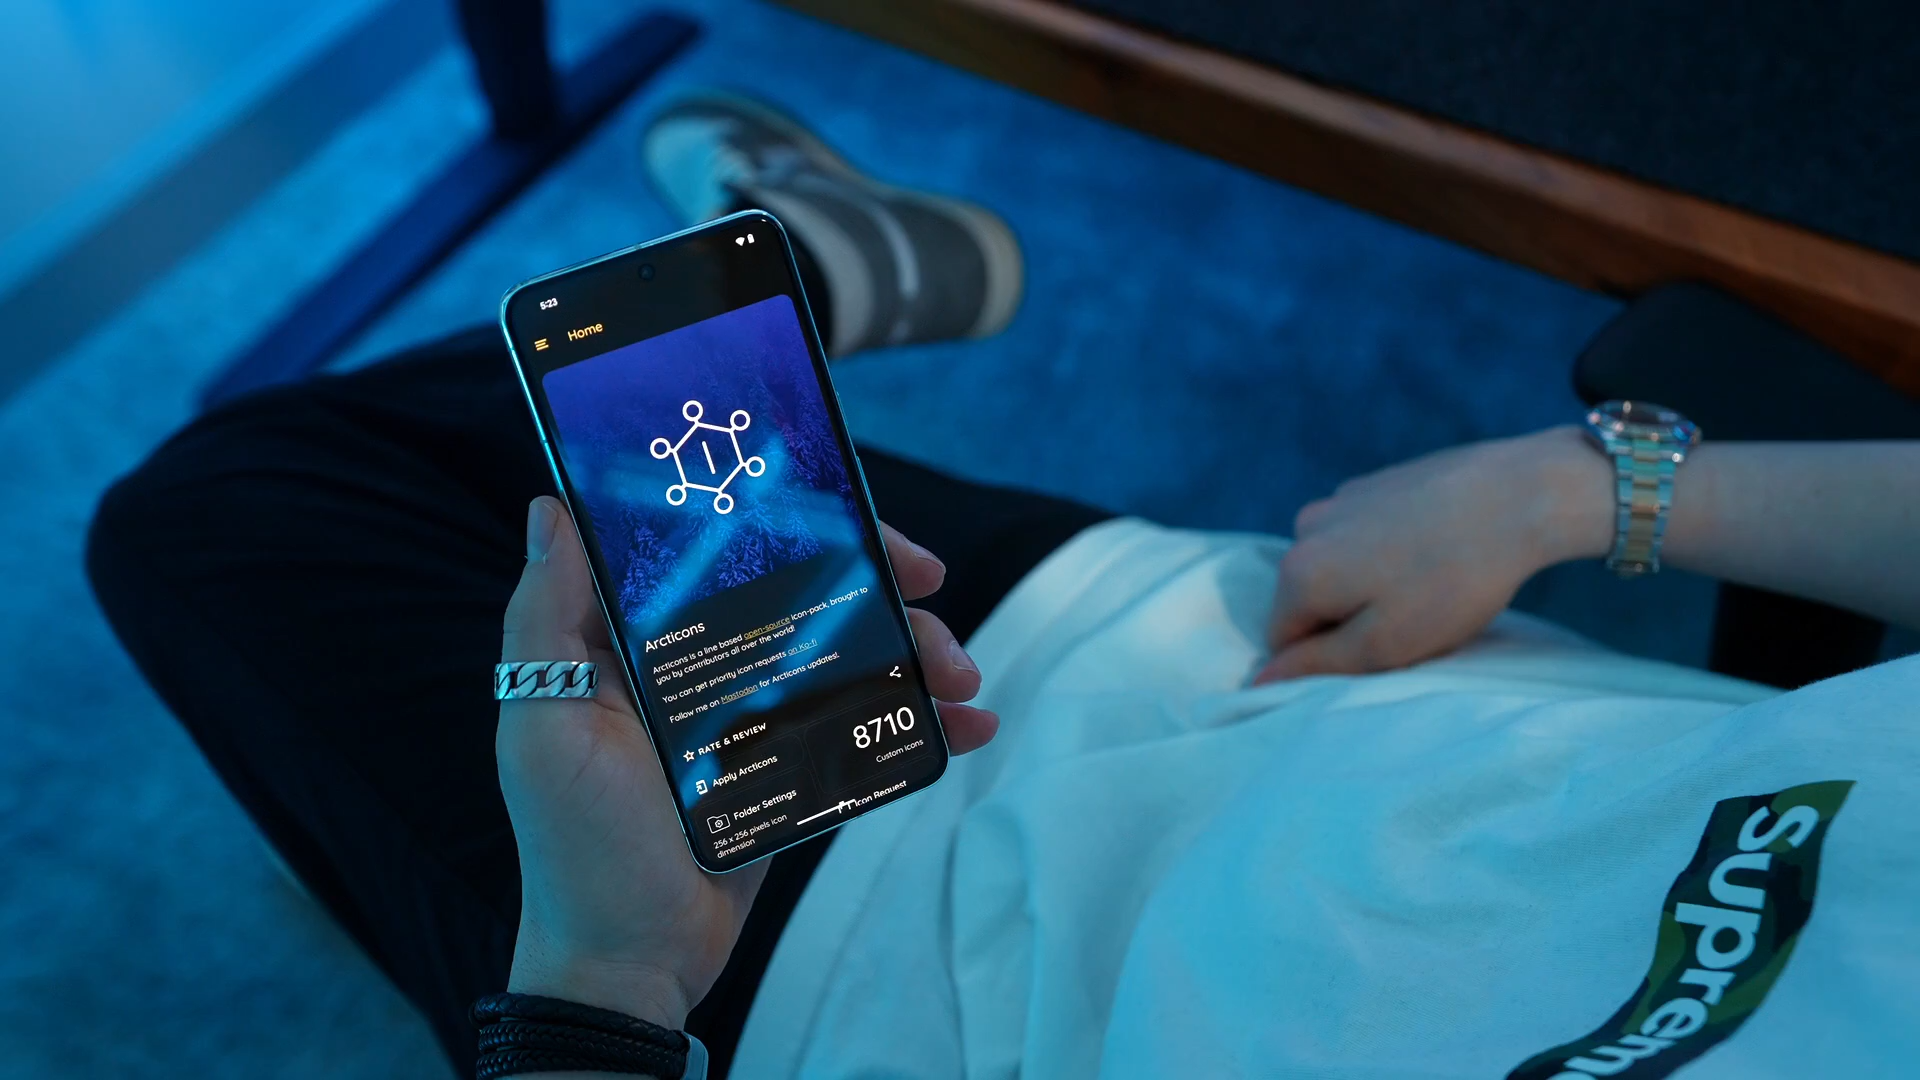 5:23
Home
Arcticons
Arcticons is a line based open-source icon-pack, brought to
you by contributors all over the world!
You can get priority icon requests on Ko-fi
Follow me on Mastodon for Arcticons updates!
RATE & REVIEW
Apply Arcticons
8710
Custom icons
Folder Settings
256 x 256 pixels icon
dimension
Icon Request
Supreme